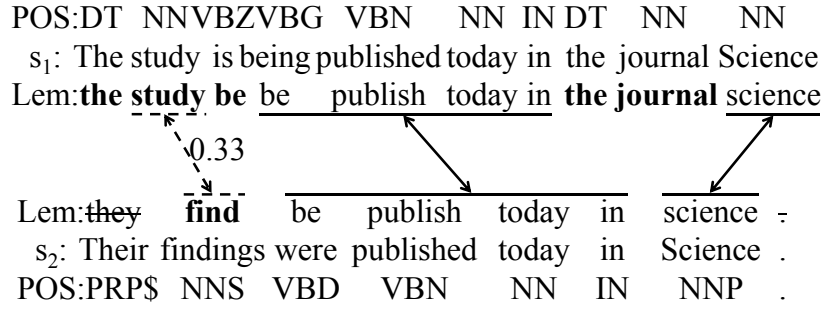 POS:DT NNVBZVBG VBN NN IN DT NN NN
s1: The study is being published today in the journal Science
Lem:the study be be publish today in the journal science
0.33
Lem:they find be publish today in science .
s2: Their findings were published today in Science .
POS:PRP$ NNS VBD VBN NN IN NNP .